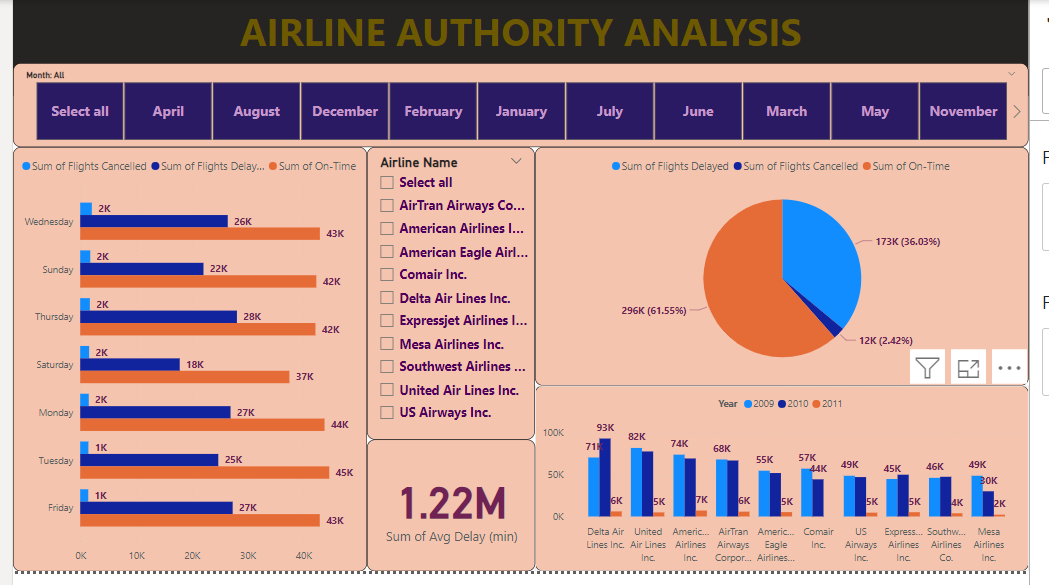 AIRLINE AUTHORITY ANALYSIS
Month: All
Select all April August December February January July June March May November
Sum of Flights Cancelled Sum of Flights Delay... Sum of On-Time
Wednesday 2K 26K 43K
Sunday 2K 22K 42K
Thursday 2K 28K 42K
Saturday 2K 18K 37K
Monday 2K 27K 44K
Tuesday 1K 25K 45K
Friday 1K 27K 43K
0K 10K 20K 30K 40K
Airline Name
Select all
AirTran Airways Co...
American Airlines I...
American Eagle Airl...
Comair Inc.
Delta Air Lines Inc.
Expressjet Airlines I...
Mesa Airlines Inc.
Southwest Airlines ...
United Air Lines Inc.
US Airways Inc.
1.22M
Sum of Avg Delay (min)
Sum of Flights Delayed Sum of Flights Cancelled Sum of On-Time
173K (36.03%)
296K (61.55%)
12K (2.42%)
Year 2009 2010 2011
100K
50K
0K
71K 93K 6K
82K 5K
74K 7K
68K 6K
55K 5K
57K 44K
49K 5K
45K 5K
46K 4K
49K 30K 2K
Delta Air Lines Inc.
United Air Lines Inc.
Americ... Airlines Inc.
AirTran Airways Corpor...
Americ... Eagle Airlines...
Comair Inc.
US Airways Inc.
Express... Airlines Inc.
Southw... Airlines Co.
Mesa Airlines Inc.